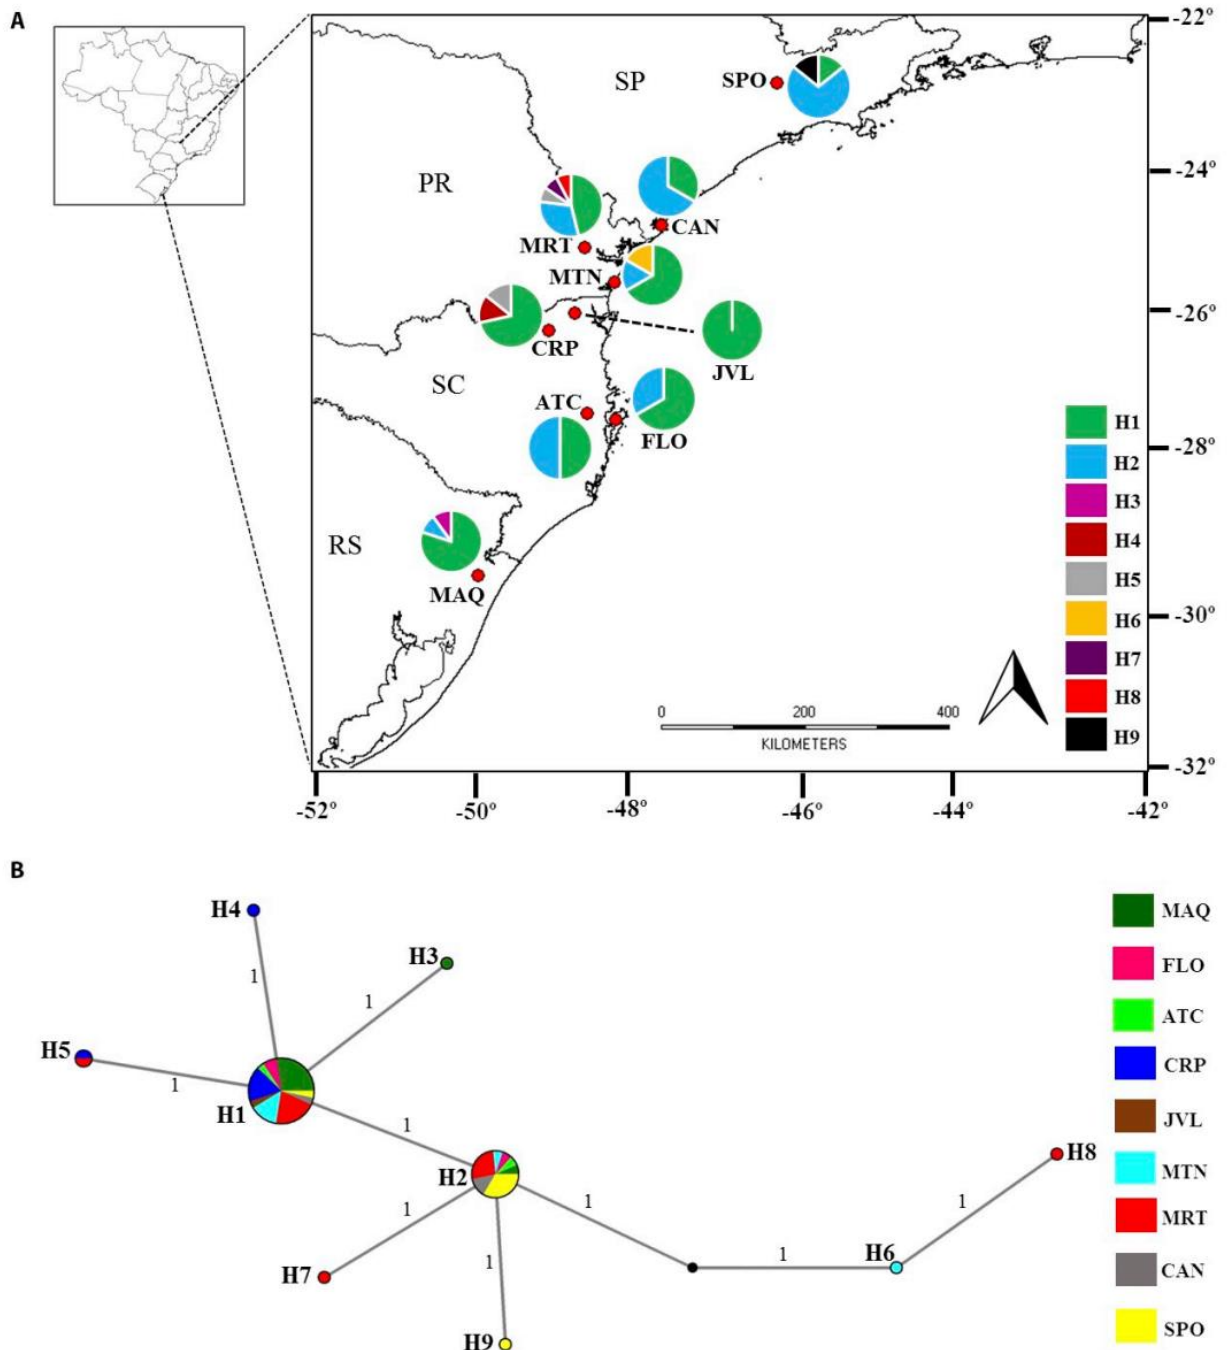 A
-22°
SP
SPO
-24°
PR
CAN
MRT
MTN
-26°
CRP
JVL
SC
ATC
FLO
H1
-28°
H2
H3
RS
H4
MAQ
H5
H6
-30°
H7
H8
0 200 400
H9
KILOMETERS
-32°
-52° -50° -48° -46° -44° -42°
B
H4
MAQ
H3
FLO
1
1
ATC
H5
CRP
1
H1
JVL
1
H8
H2
MTN
1
1
1
MRT
H6
1
H7
1
CAN
H9
SPO